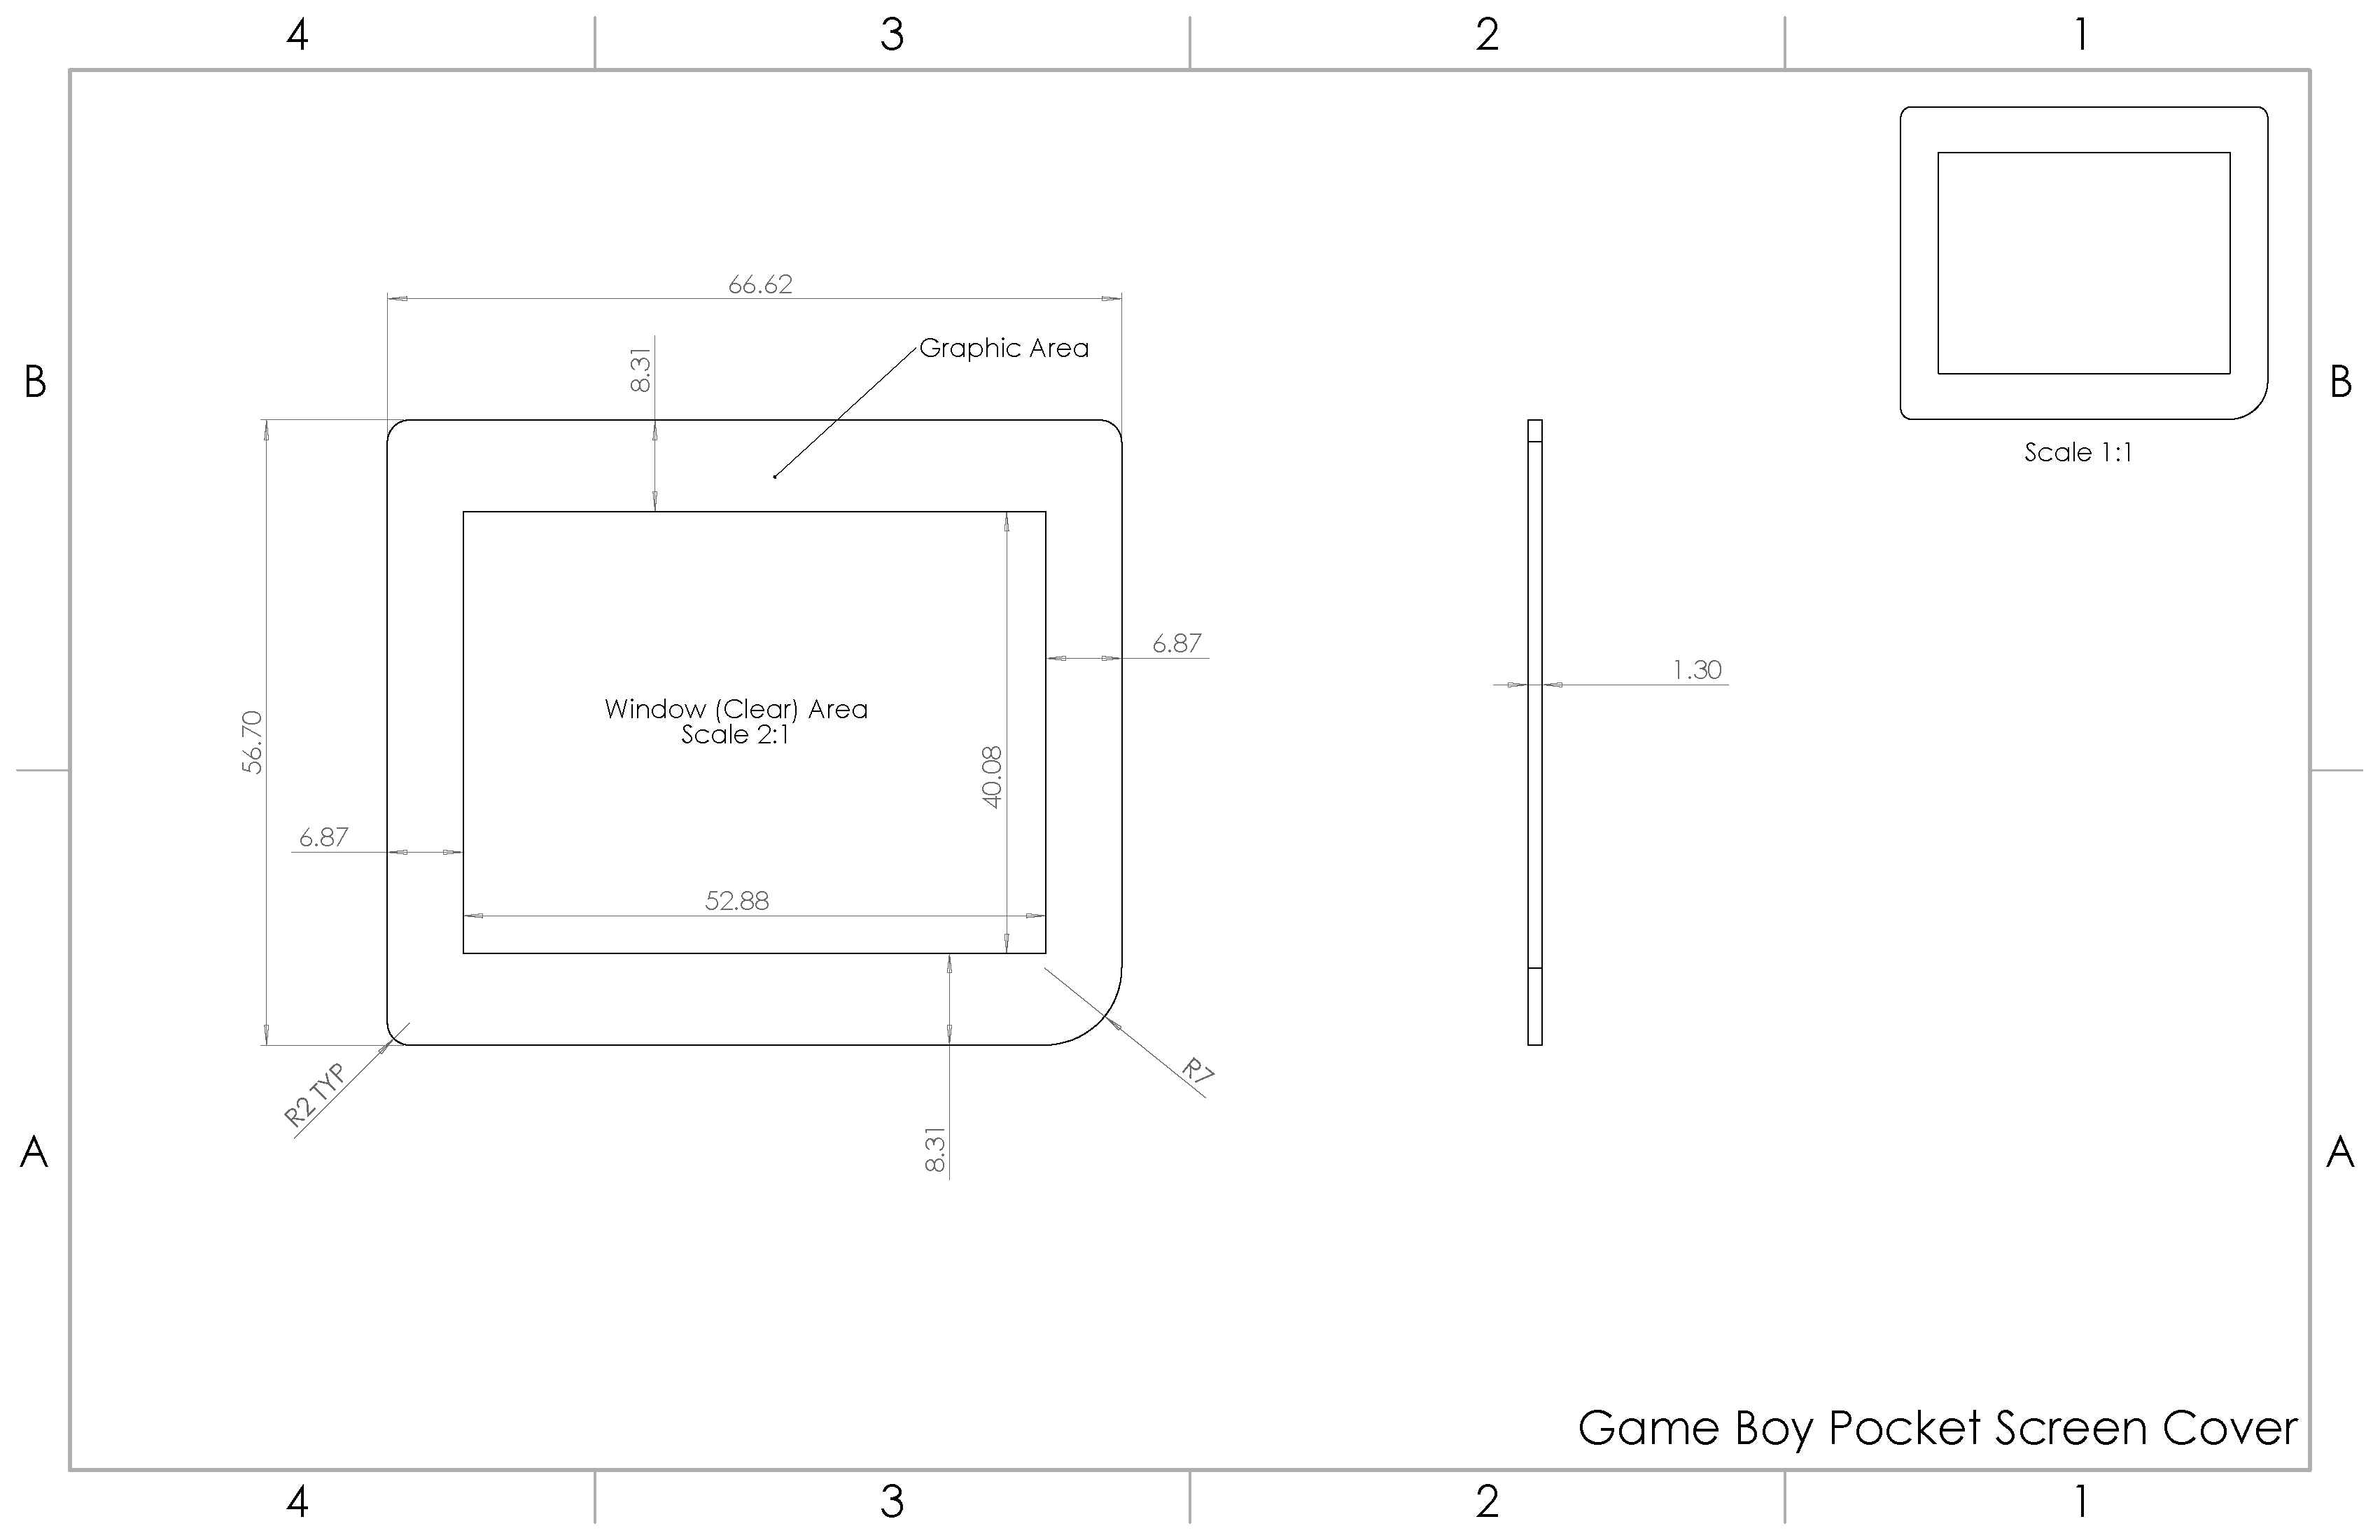 4 3 2 1
66.62
8.31
Graphic Area
B B
Scale 1:1
6.87
1.30
Window (Clear) Area
Scale 2:1
56.70
40.08
6.87
52.88
R2 TYP
R7
8.31
A A
Game Boy Pocket Screen Cover
4 3 2 1